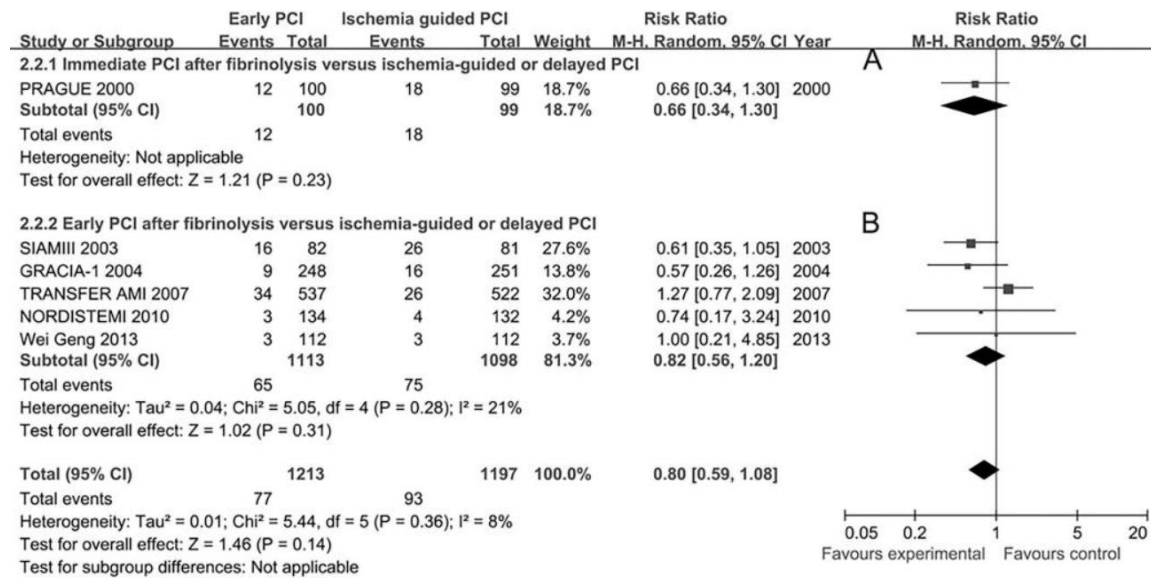 Early PCI Ischemia guided PCI Risk Ratio Risk Ratio
Study or Subgroup Events Total Events Total Weight M-H, Random, 95% CI Year M-H, Random, 95% CI
2.2.1 Immediate PCI after fibrinolysis versus ischemia-guided or delayed PCI A
PRAGUE 2000 12 100 18 99 18.7% 0.66 [0.34, 1.30] 2000
Subtotal (95% CI) 100 99 18.7% 0.66 [0.34, 1.30]
Total events 12 18
Heterogeneity: Not applicable
Test for overall effect: Z = 1.21 (P = 0.23)
2.2.2 Early PCI after fibrinolysis versus ischemia-guided or delayed PCI B
SIAMIII 2003 16 82 26 81 27.6% 0.61 [0.35, 1.05] 2003
GRACIA-1 2004 9 248 16 251 13.8% 0.57 [0.26, 1.26] 2004
TRANSFER AMI 2007 34 537 26 522 32.0% 1.27 [0.77, 2.09] 2007
NORDISTEMI 2010 3 134 4 132 4.2% 0.74 [0.17, 3.24] 2010
Wei Geng 2013 3 112 3 112 3.7% 1.00 [0.21, 4.85] 2013
Subtotal (95% CI) 1113 1098 81.3% 0.82 [0.56, 1.20]
Total events 65 75
Heterogeneity: Tau² = 0.04; Chi² = 5.05, df = 4 (P = 0.28); I² = 21%
Test for overall effect: Z = 1.02 (P = 0.31)
Total (95% CI) 1213 1197 100.0% 0.80 [0.59, 1.08]
Total events 77 93
Heterogeneity: Tau² = 0.01; Chi² = 5.44, df = 5 (P = 0.36); I² = 8%
Test for overall effect: Z = 1.46 (P = 0.14)
Test for subgroup differences: Not applicable
0.05 0.2 1 5 20
Favours experimental Favours control